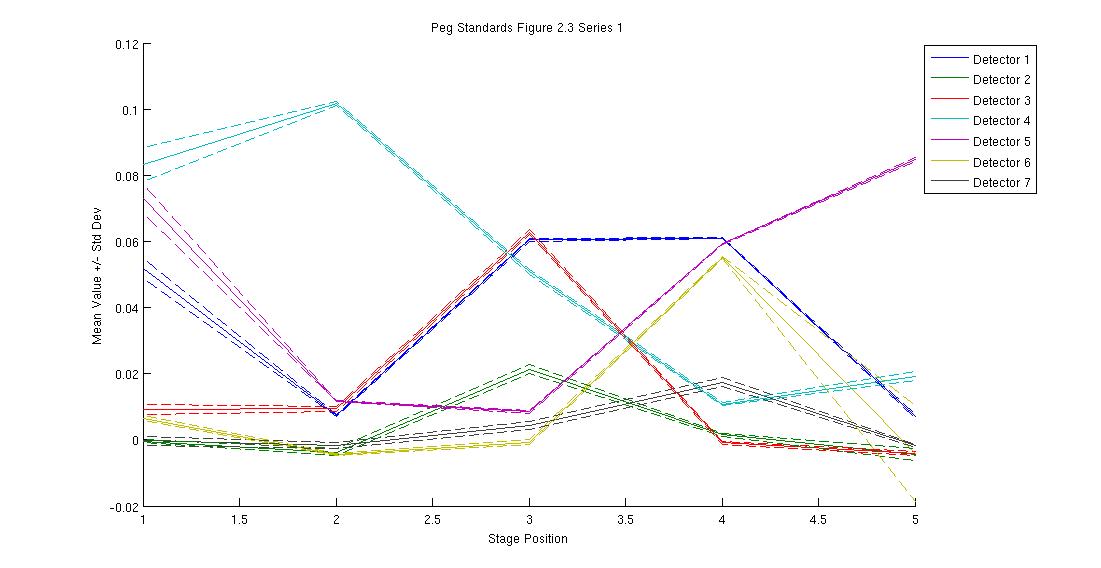 Peg Standards Figure 2.3 Series 1
0.12
0.1
0.08
0.06
0.04
0.02
0
-0.02
Mean Value +/- Std Dev
1 1.5 2 2.5 3 3.5 4 4.5 5
Stage Position
Detector 1
Detector 2
Detector 3
Detector 4
Detector 5
Detector 6
Detector 7